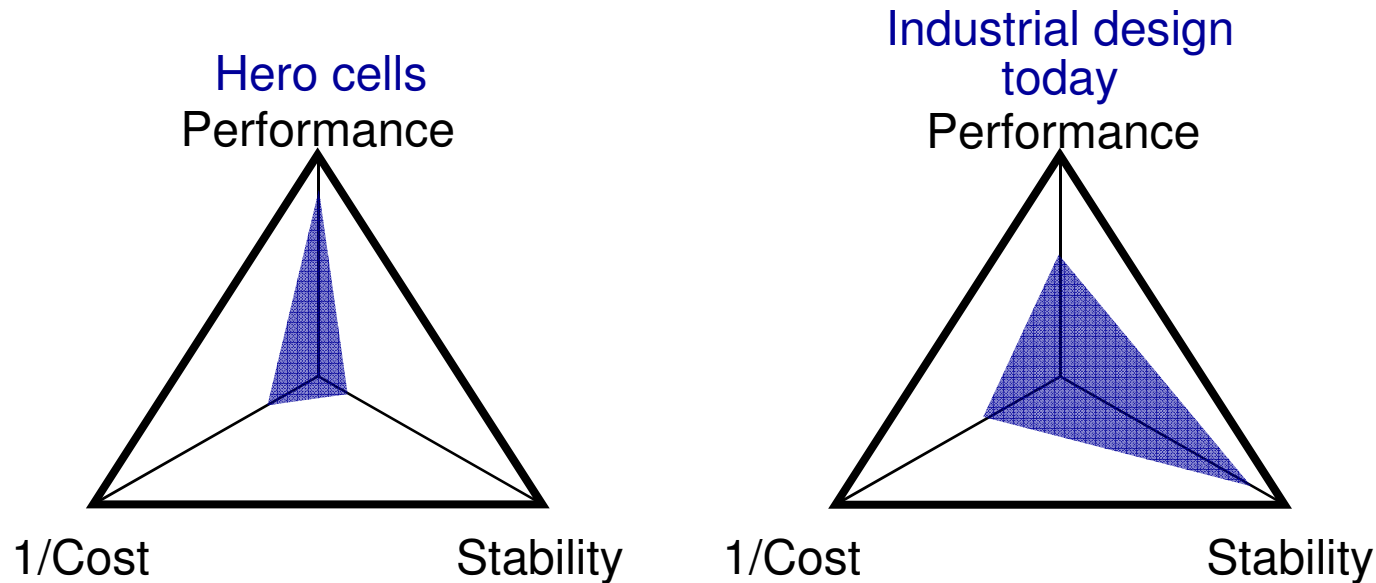 Hero cells
Performance
1/Cost
Stability
Industrial design
today
Performance
1/Cost
Stability